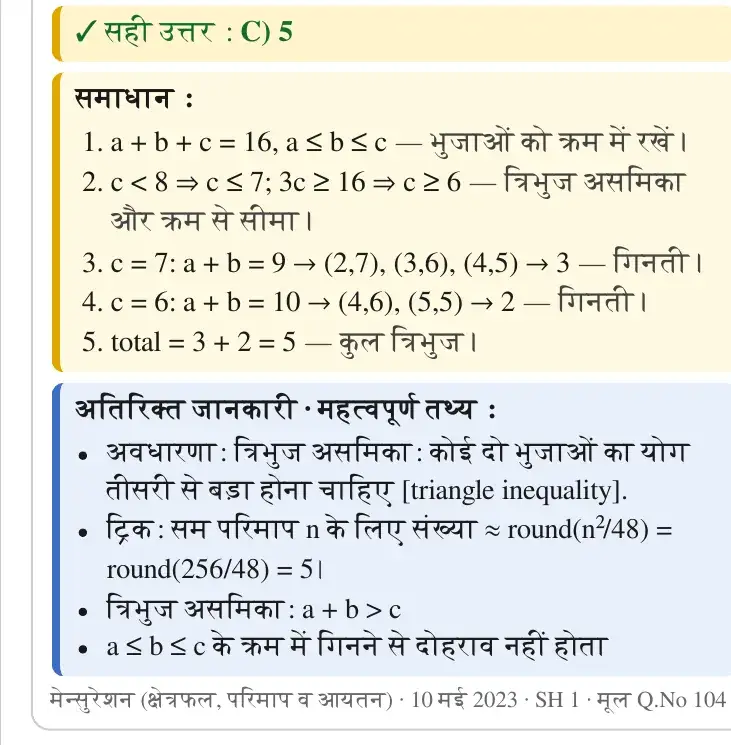 ✓ सही उत्तर : C) 5
समाधान :
1. a + b + c = 16, a ≤ b ≤ c — भुजाओं को क्रम में रखें।
2. c < 8 ⇒ c ≤ 7; 3c ≥ 16 ⇒ c ≥ 6 — त्रिभुज असमिका
और क्रम से सीमा।
3. c = 7: a + b = 9 → (2,7), (3,6), (4,5) → 3 — गिनती।
4. c = 6: a + b = 10 → (4,6), (5,5) → 2 — गिनती।
5. total = 3 + 2 = 5 — कुल त्रिभुज।
अतिरिक्त जानकारी · महत्वपूर्ण तथ्य :
• अवधारणा : त्रिभुज असमिका : कोई दो भुजाओं का योग
तीसरी से बड़ा होना चाहिए [triangle inequality].
• ट्रिक : सम परिमाप n के लिए संख्या ≈ round(n²/48) =
round(256/48) = 5।
• त्रिभुज असमिका : a + b > c
• a ≤ b ≤ c के क्रम में गिनने से दोहराव नहीं होता
मेन्सुरेशन (क्षेत्रफल, परिमाप व आयतन) · 10 मई 2023 · SH 1 · मूल Q.No 104